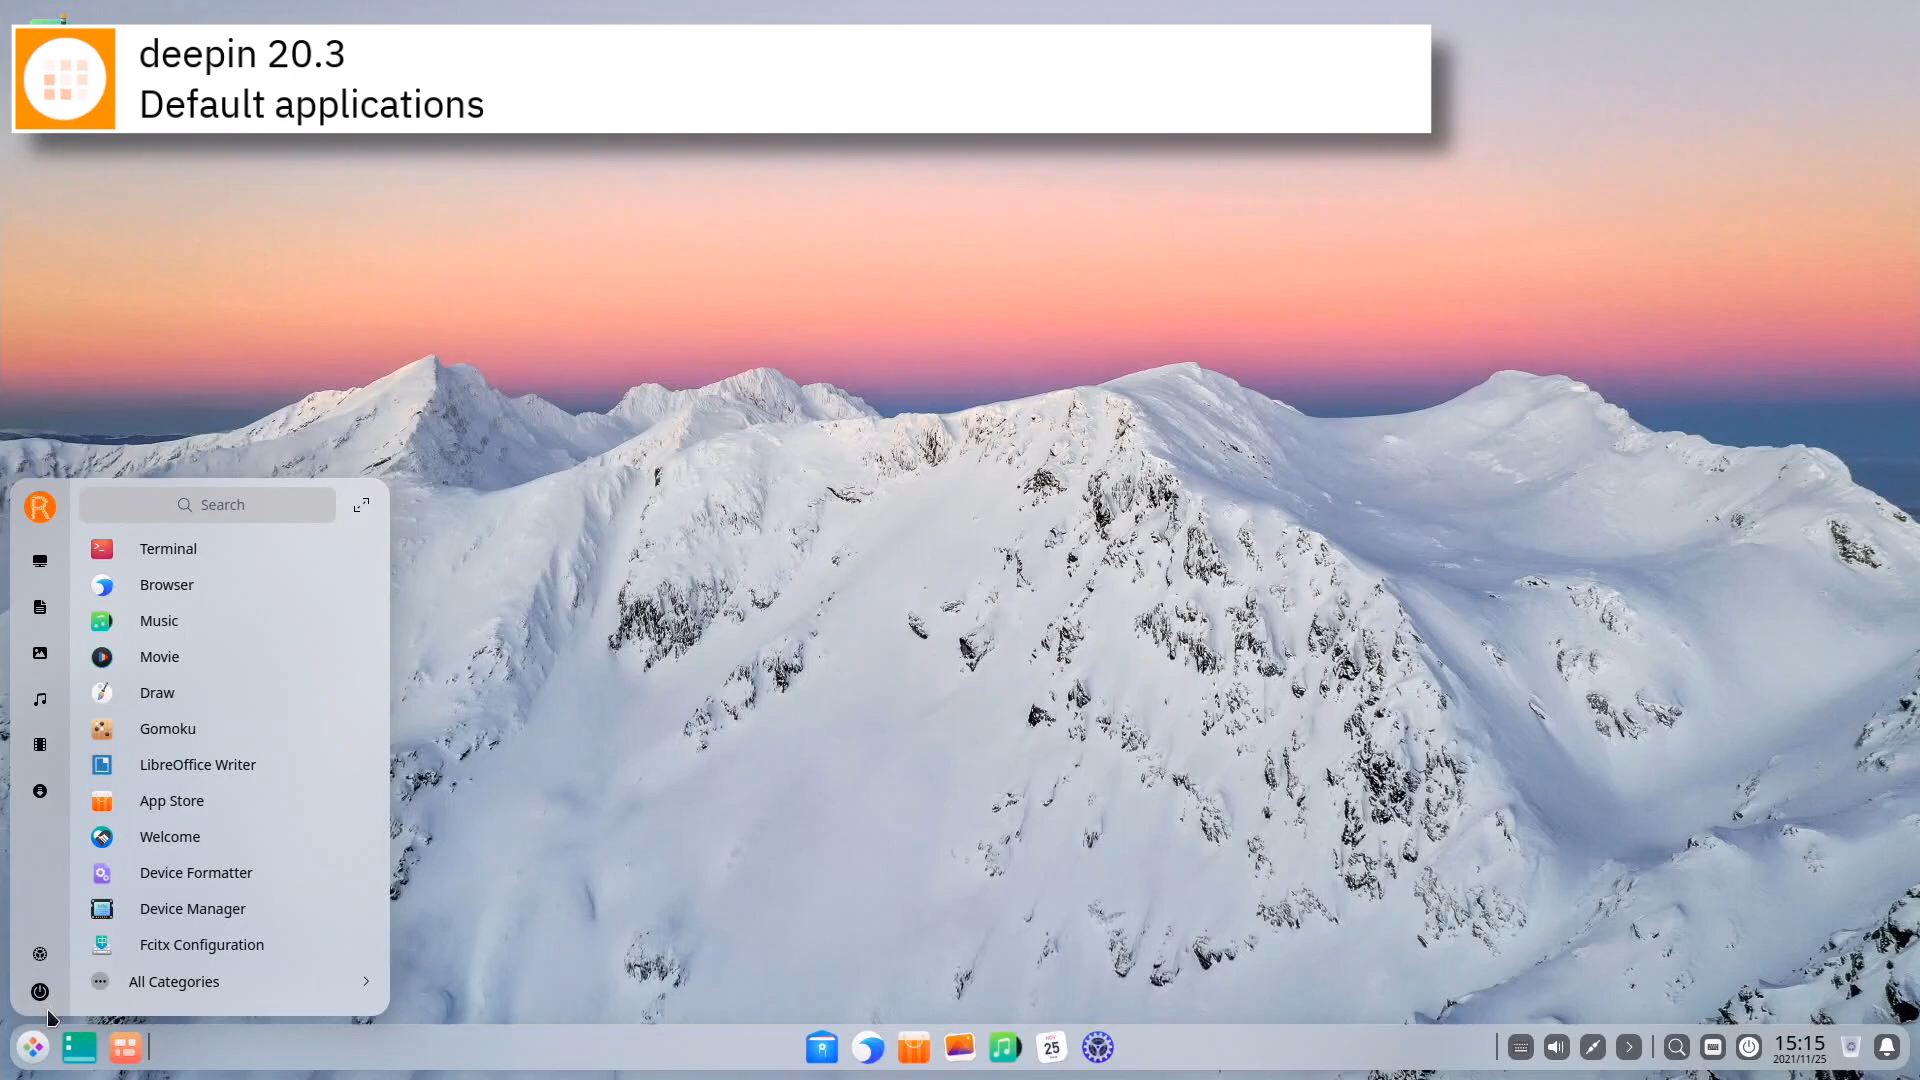 deepin 20.3
Default applications
R
Search
Terminal
Browser
Music
Movie
Draw
Gomoku
LibreOffice Writer
App Store
Welcome
Device Formatter
Device Manager
Fcitx Configuration
All Categories
25
15:15
2021/11/25